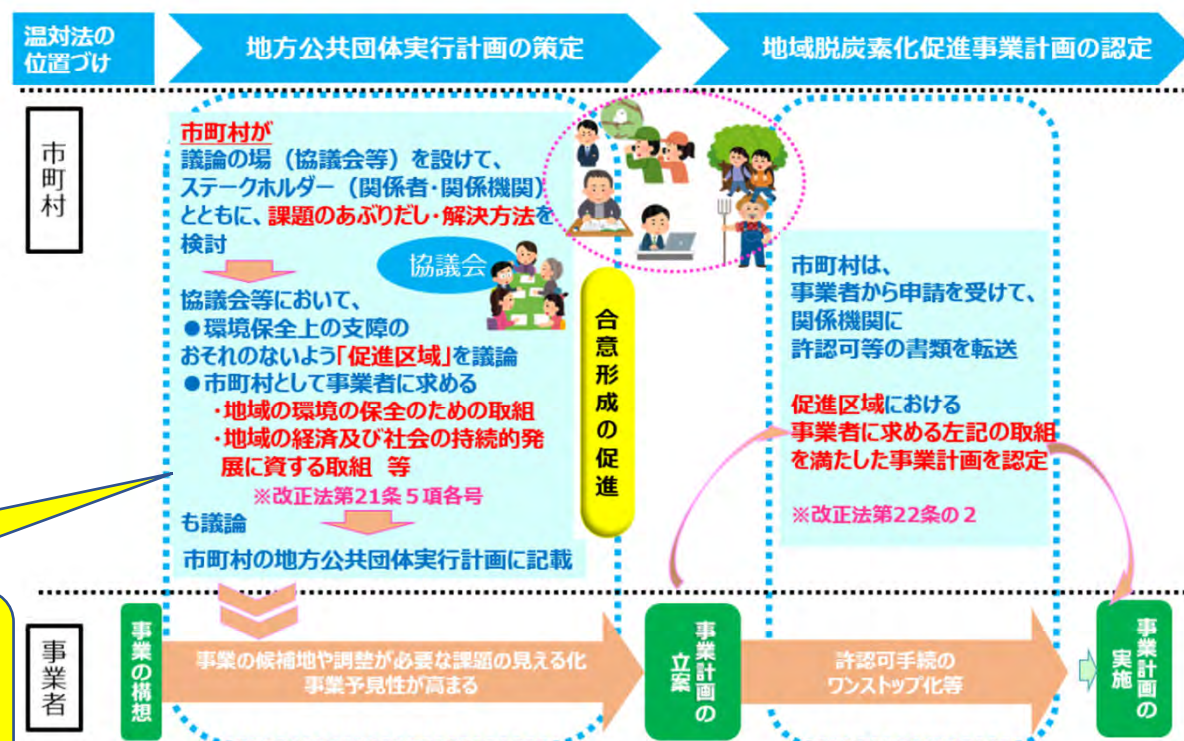 温対法の
位置づけ
地方公共団体実行計画の策定
地域脱炭素化促進事業計画の認定
市町村
市町村が
議論の場（協議会等）を設けて、
ステークホルダー（関係者・関係機関）
とともに、課題のあぶりだし・解決方法を
検討
協議会
協議会等において、
●環境保全上の支障の
おそれのないよう「促進区域」を議論
●市町村として事業者に求める
・地域の環境の保全のための取組
・地域の経済及び社会の持続的発
展に資する取組 等
※改正法第21条５項各号
も議論
市町村の地方公共団体実行計画に記載
合意形成の促進
市町村は、
事業者から申請を受けて、
関係機関に
許認可等の書類を転送
促進区域における
事業者に求める左記の取組
を満たした事業計画を認定
※改正法第22条の２
事業者
事業の構想
事業の候補地や調整が必要な課題の見える化
事業予見性が高まる
事業計画の
立案
許認可手続の
ワンストップ化等
事業計画の
実施